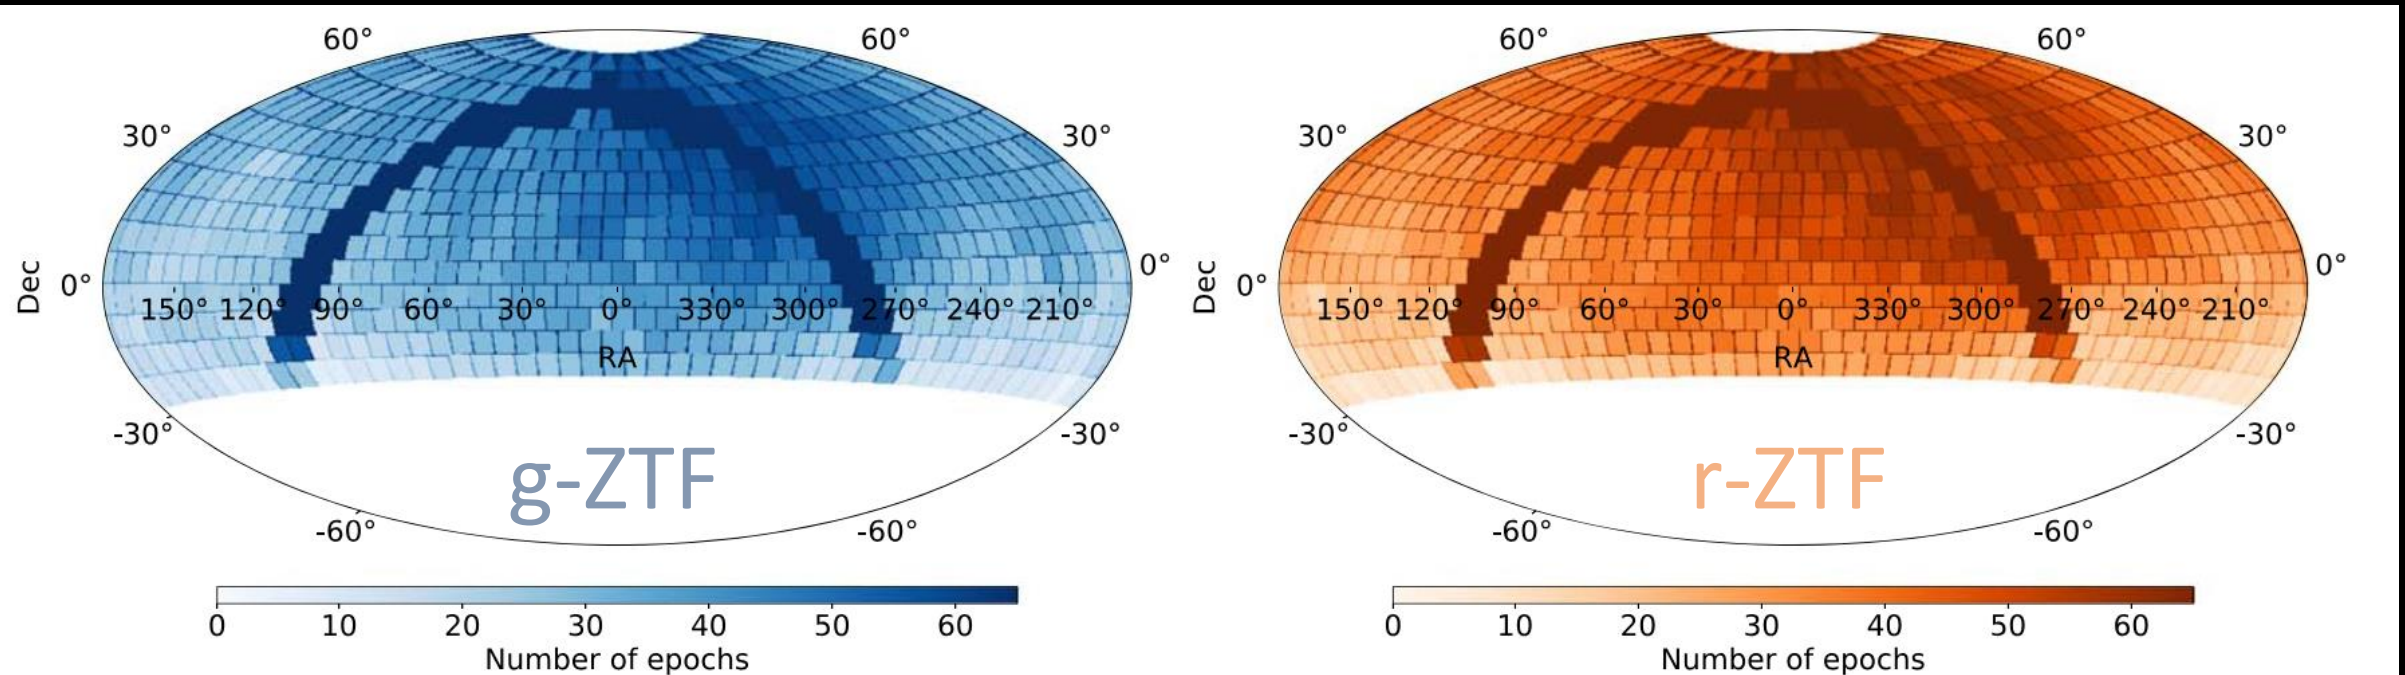 60° 60°
30° 30°
Dec 0° 0°
150° 120° 90° 60° 30° 0° 330° 300° 270° 240° 210°
RA
-30° -30°
g-ZTF
-60° -60°
0 10 20 30 40 50 60
Number of epochs
60° 60°
30° 30°
Dec 0° 0°
150° 120° 90° 60° 30° 0° 330° 300° 270° 240° 210°
RA
-30° -30°
r-ZTF
-60° -60°
0 10 20 30 40 50 60
Number of epochs